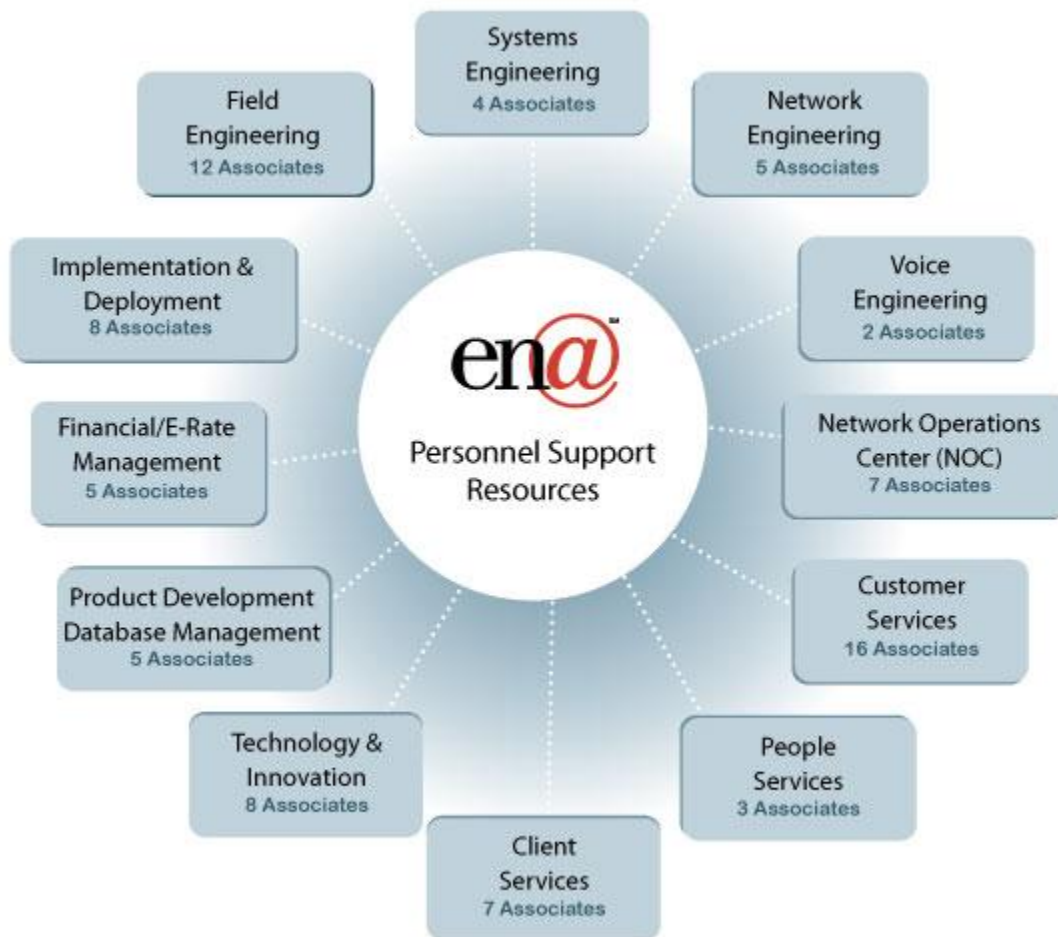 Systems
Engineering
4 Associates
Network
Engineering
5 Associates
Voice
Engineering
2 Associates
Network Operations
Center (NOC)
7 Associates
Customer
Services
16 Associates
People
Services
3 Associates
Client
Services
7 Associates
Technology &
Innovation
8 Associates
Product Development
Database Management
5 Associates
Financial/E-Rate
Management
5 Associates
Implementation &
Deployment
8 Associates
Field
Engineering
12 Associates
en@
Personnel Support
Resources